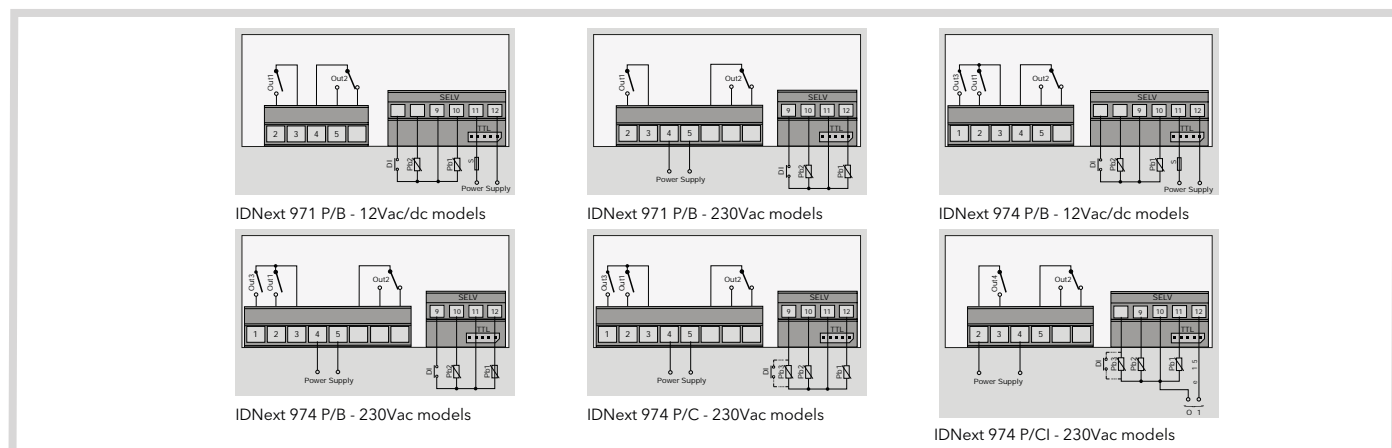 Out1
Out2
SELV
9 10 11 12
TTL
2 3 4 5
DI
Pb2
Pb1
S
Power Supply
IDNext 971 P/B - 12Vac/dc models
Out1
Out2
SELV
9 10 11 12
TTL
2 3 4 5
DI
Pb2
Pb1
Power Supply
IDNext 971 P/B - 230Vac models
Out3
Out1
Out2
SELV
9 10 11 12
TTL
1 2 3 4 5
DI
Pb2
Pb1
S
Power Supply
IDNext 974 P/B - 12Vac/dc models
Out3
Out1
Out2
SELV
9 10 11 12
TTL
1 2 3 4 5
DI
Pb2
Pb1
Power Supply
IDNext 974 P/B - 230Vac models
Out3
Out1
Out2
SELV
9 10 11 12
TTL
1 2 3 4 5
DI
Pb3
Pb2
Pb1
Power Supply
IDNext 974 P/C - 230Vac models
Out4
Out2
SELV
9 10 11 12
TTL
2 3 4 5
DI
Pb3
Pb2
Pb1
e 1 5
Power Supply
O 1
IDNext 974 P/CI - 230Vac models